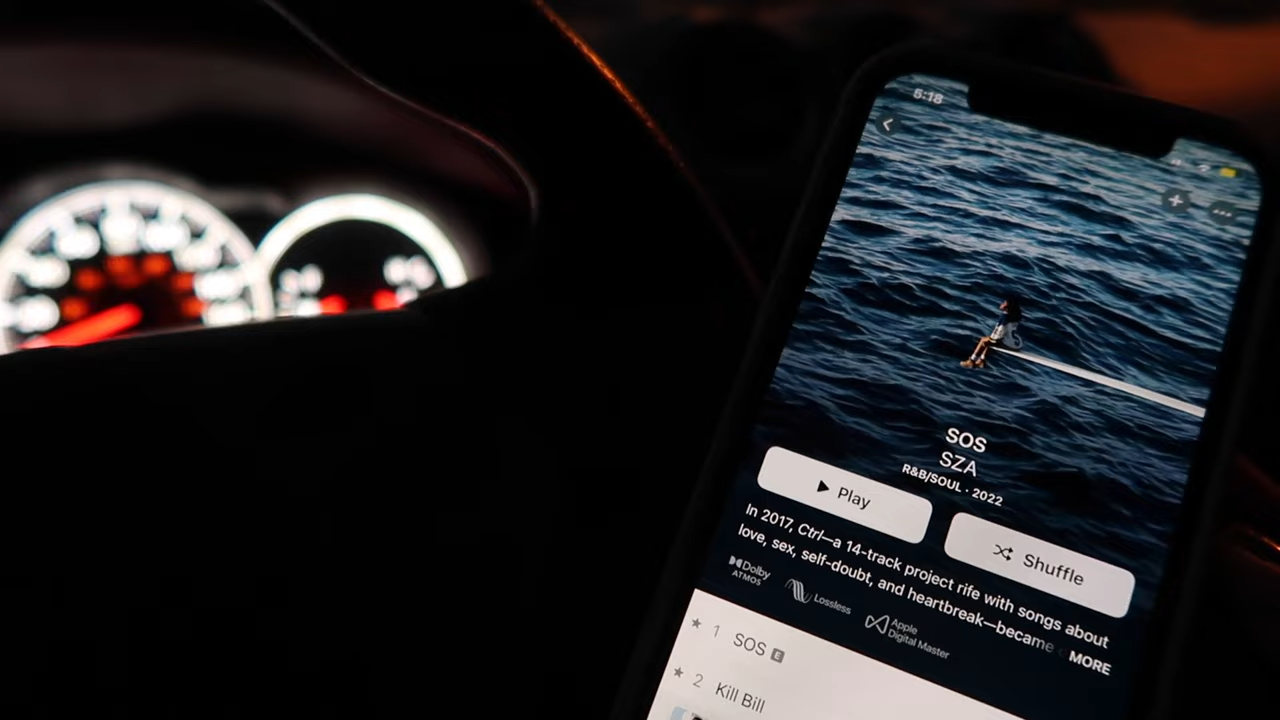 5:18
SOS
SZA
R&B/SOUL · 2022
Play
Shuffle
In 2017, Ctrl—a 14-track project rife with songs about
love, sex, self-doubt, and heartbreak—became
MORE
Dolby
ATMOS
Lossless
Apple
Digital Master
1 SOS E
2 Kill Bill